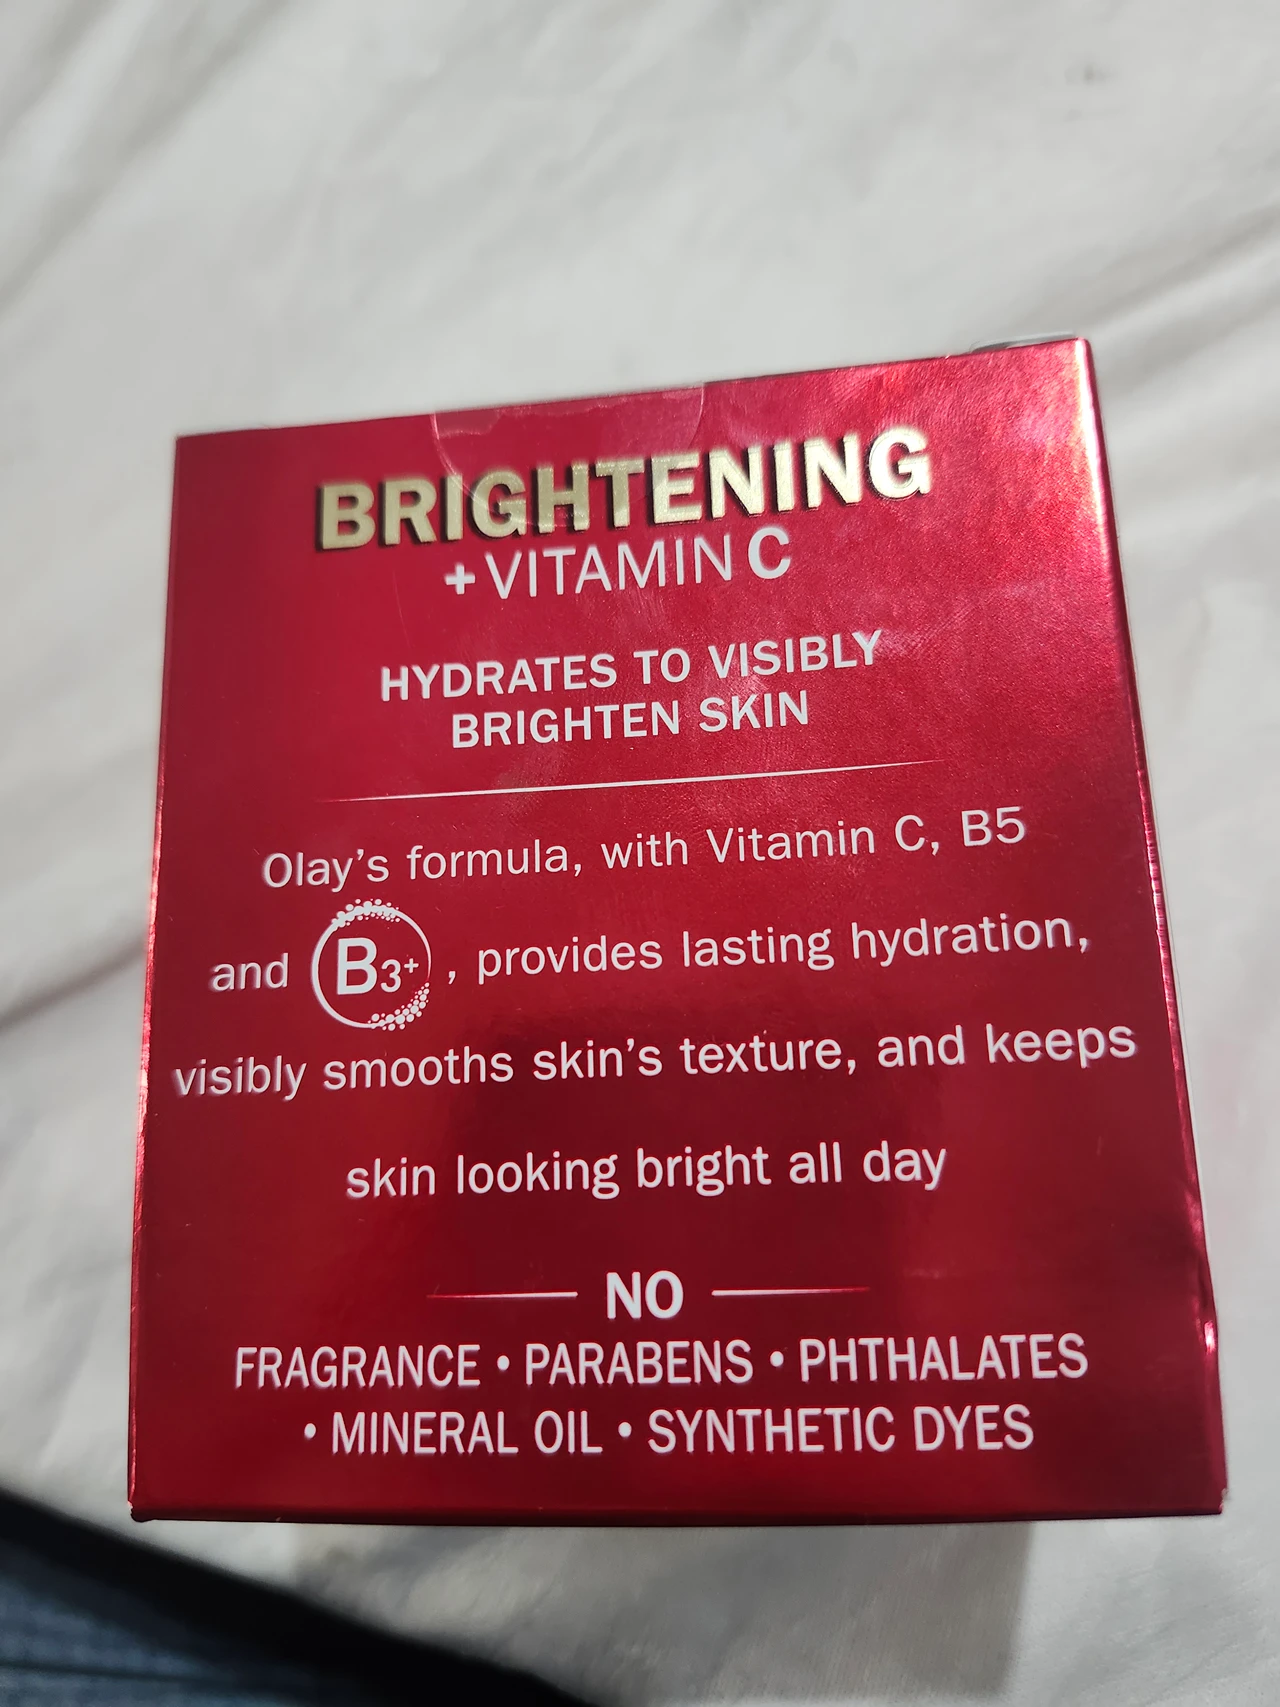 BRIGHTENING
+VITAMIN C
HYDRATES TO VISIBLY
BRIGHTEN SKIN
Olay's formula, with Vitamin C, B5
and B3+, provides lasting hydration,
visibly smooths skin's texture, and keeps
skin looking bright all day
NO
FRAGRANCE • PARABENS • PHTHALATES
• MINERAL OIL • SYNTHETIC DYES